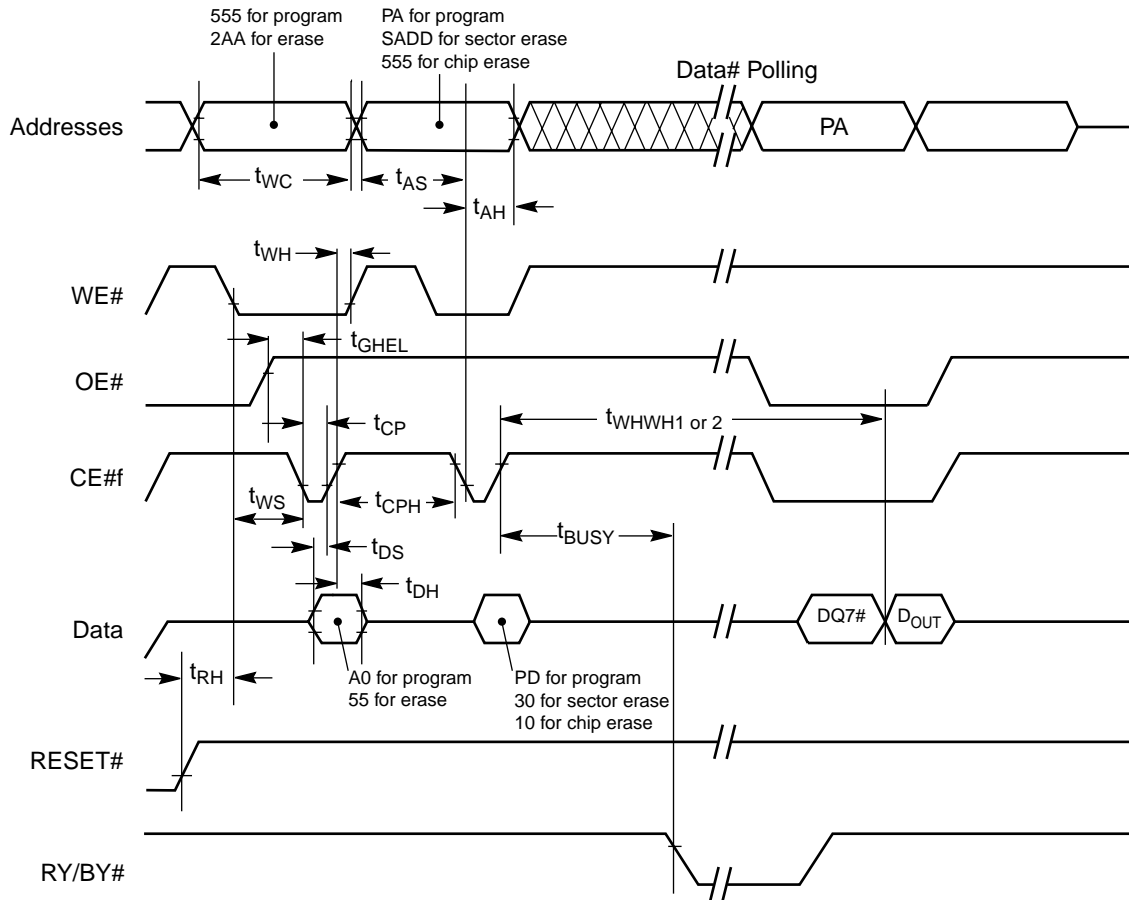 555 for program
2AA for erase
PA for program
SADD for sector erase
555 for chip erase
Data# Polling
Addresses
PA
tWC
tAS
tAH
tWH
WE#
tGHEL
OE#
tWHWH1 or 2
tCP
CE#f
tWS
tCPH
tBUSY
tDS
tDH
Data
DQ7#
DOUT
tRH
A0 for program
55 for erase
PD for program
30 for sector erase
10 for chip erase
RESET#
RY/BY#